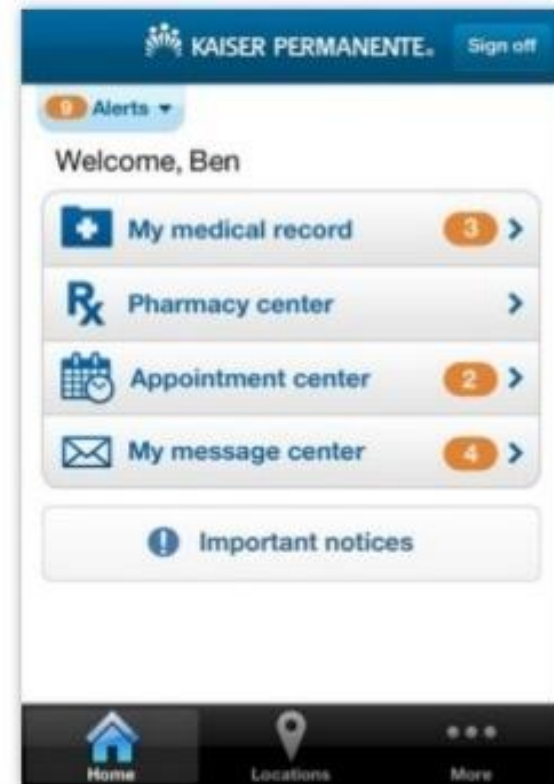 KAISER PERMANENTE® Sign off
9 Alerts
Welcome, Ben
My medical record 3
Rx Pharmacy center
Appointment center 2
My message center 4
Important notices
Home Locations More